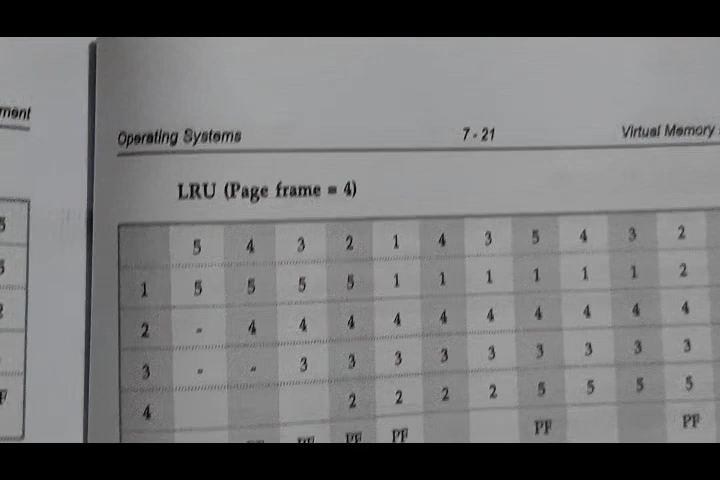 ment
Operating Systems 7 - 21 Virtual Memory
LRU (Page frame = 4)
5 4 3 2 1 4 3 5 4 3 2
1 5 5 5 5 1 1 1 1 1 1 2
2 - 4 4 4 4 4 4 4 4 4 4
3 - - 3 3 3 3 3 3 3 3 3
4 2 2 2 2 5 5 5 5
PF PF PF PF PF PF